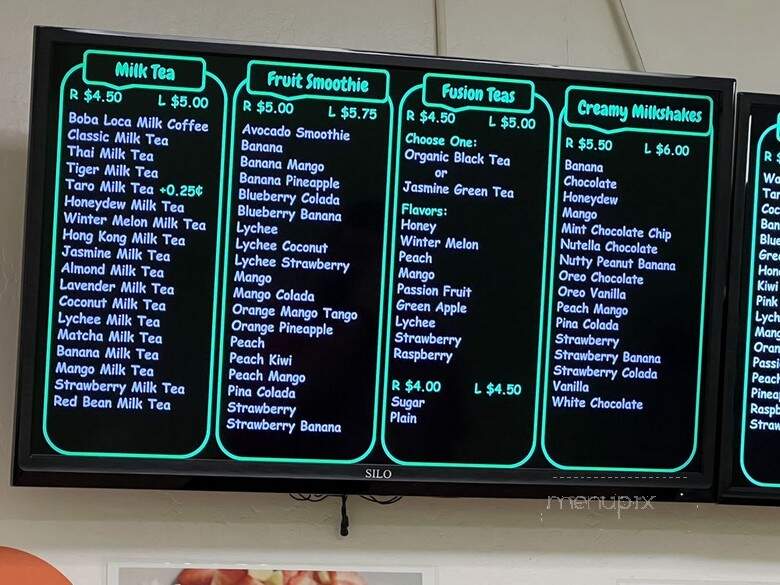 Milk Tea
R $4.50 L $5.00
Boba Loca Milk Coffee
Classic Milk Tea
Thai Milk Tea
Tiger Milk Tea
Taro Milk Tea +0.25¢
Honeydew Milk Tea
Winter Melon Milk Tea
Hong Kong Milk Tea
Jasmine Milk Tea
Almond Milk Tea
Lavender Milk Tea
Coconut Milk Tea
Lychee Milk Tea
Matcha Milk Tea
Banana Milk Tea
Mango Milk Tea
Strawberry Milk Tea
Red Bean Milk Tea
Fruit Smoothie
R $5.00 L $5.75
Avocado Smoothie
Banana
Banana Mango
Banana Pineapple
Blueberry Colada
Blueberry Banana
Lychee
Lychee Coconut
Lychee Strawberry
Mango
Mango Colada
Orange Mango Tango
Orange Pineapple
Peach
Peach Kiwi
Peach Mango
Pina Colada
Strawberry
Strawberry Banana
Fusion Teas
R $4.50 L $5.00
Choose One:
Organic Black Tea
or
Jasmine Green Tea
Flavors:
Honey
Winter Melon
Peach
Mango
Passion Fruit
Green Apple
Lychee
Strawberry
Raspberry
R $4.00 L $4.50
Sugar
Plain
Creamy Milkshakes
R $5.50 L $6.00
Banana
Chocolate
Honeydew
Mango
Mint Chocolate Chip
Nutella Chocolate
Nutty Peanut Banana
Oreo Chocolate
Oreo Vanilla
Peach Mango
Pina Colada
Strawberry
Strawberry Banana
Strawberry Colada
Vanilla
White Chocolate
SILO
menupix
R $
Kiwi
Pink